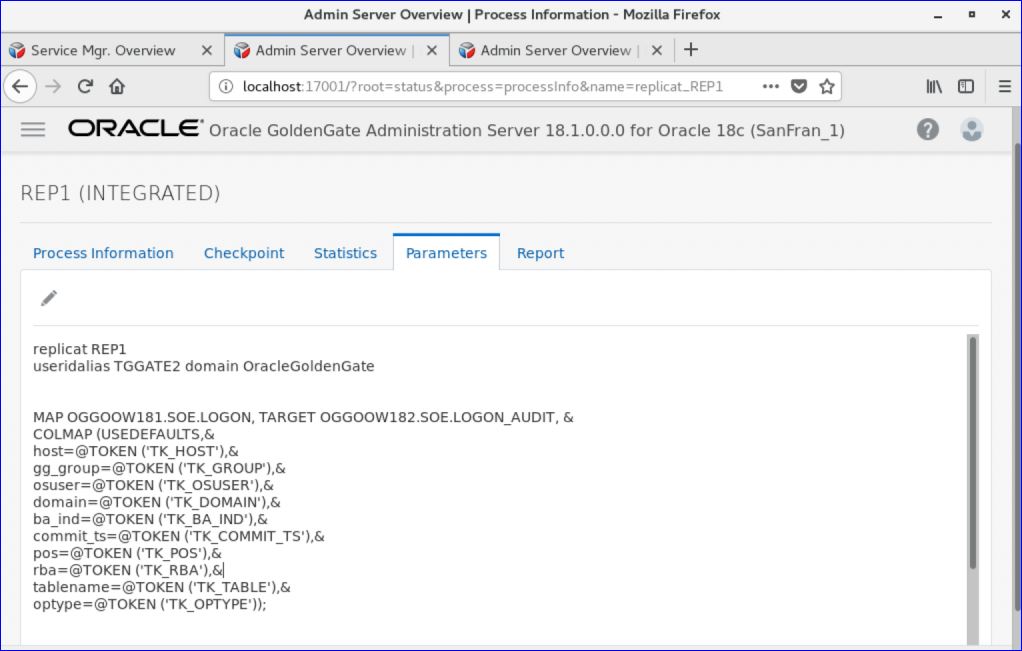 Admin Server Overview | Process Information - Mozilla Firefox
Service Mgr. Overview
Admin Server Overview |
Admin Server Overview |
localhost:17001/?root=status&process=processInfo&name=replicat_REP1
ORACLE Oracle GoldenGate Administration Server 18.1.0.0.0 for Oracle 18c (SanFran_1)
REP1 (INTEGRATED)
Process Information Checkpoint Statistics Parameters Report
replicat REP1
useridalias TGGATE2 domain OracleGoldenGate
MAP OGGOOW181.SOE.LOGON, TARGET OGGOOW182.SOE.LOGON_AUDIT, &
COLMAP (USEDEFAULTS,&
host=@TOKEN ('TK_HOST'),&
gg_group=@TOKEN ('TK_GROUP'),&
osuser=@TOKEN ('TK_OSUSER'),&
domain=@TOKEN ('TK_DOMAIN'),&
ba_ind=@TOKEN ('TK_BA_IND'),&
commit_ts=@TOKEN ('TK_COMMIT_TS'),&
pos=@TOKEN ('TK_POS'),&
rba=@TOKEN ('TK_RBA'),&
tablename=@TOKEN ('TK_TABLE'),&
optype=@TOKEN ('TK_OPTYPE'));